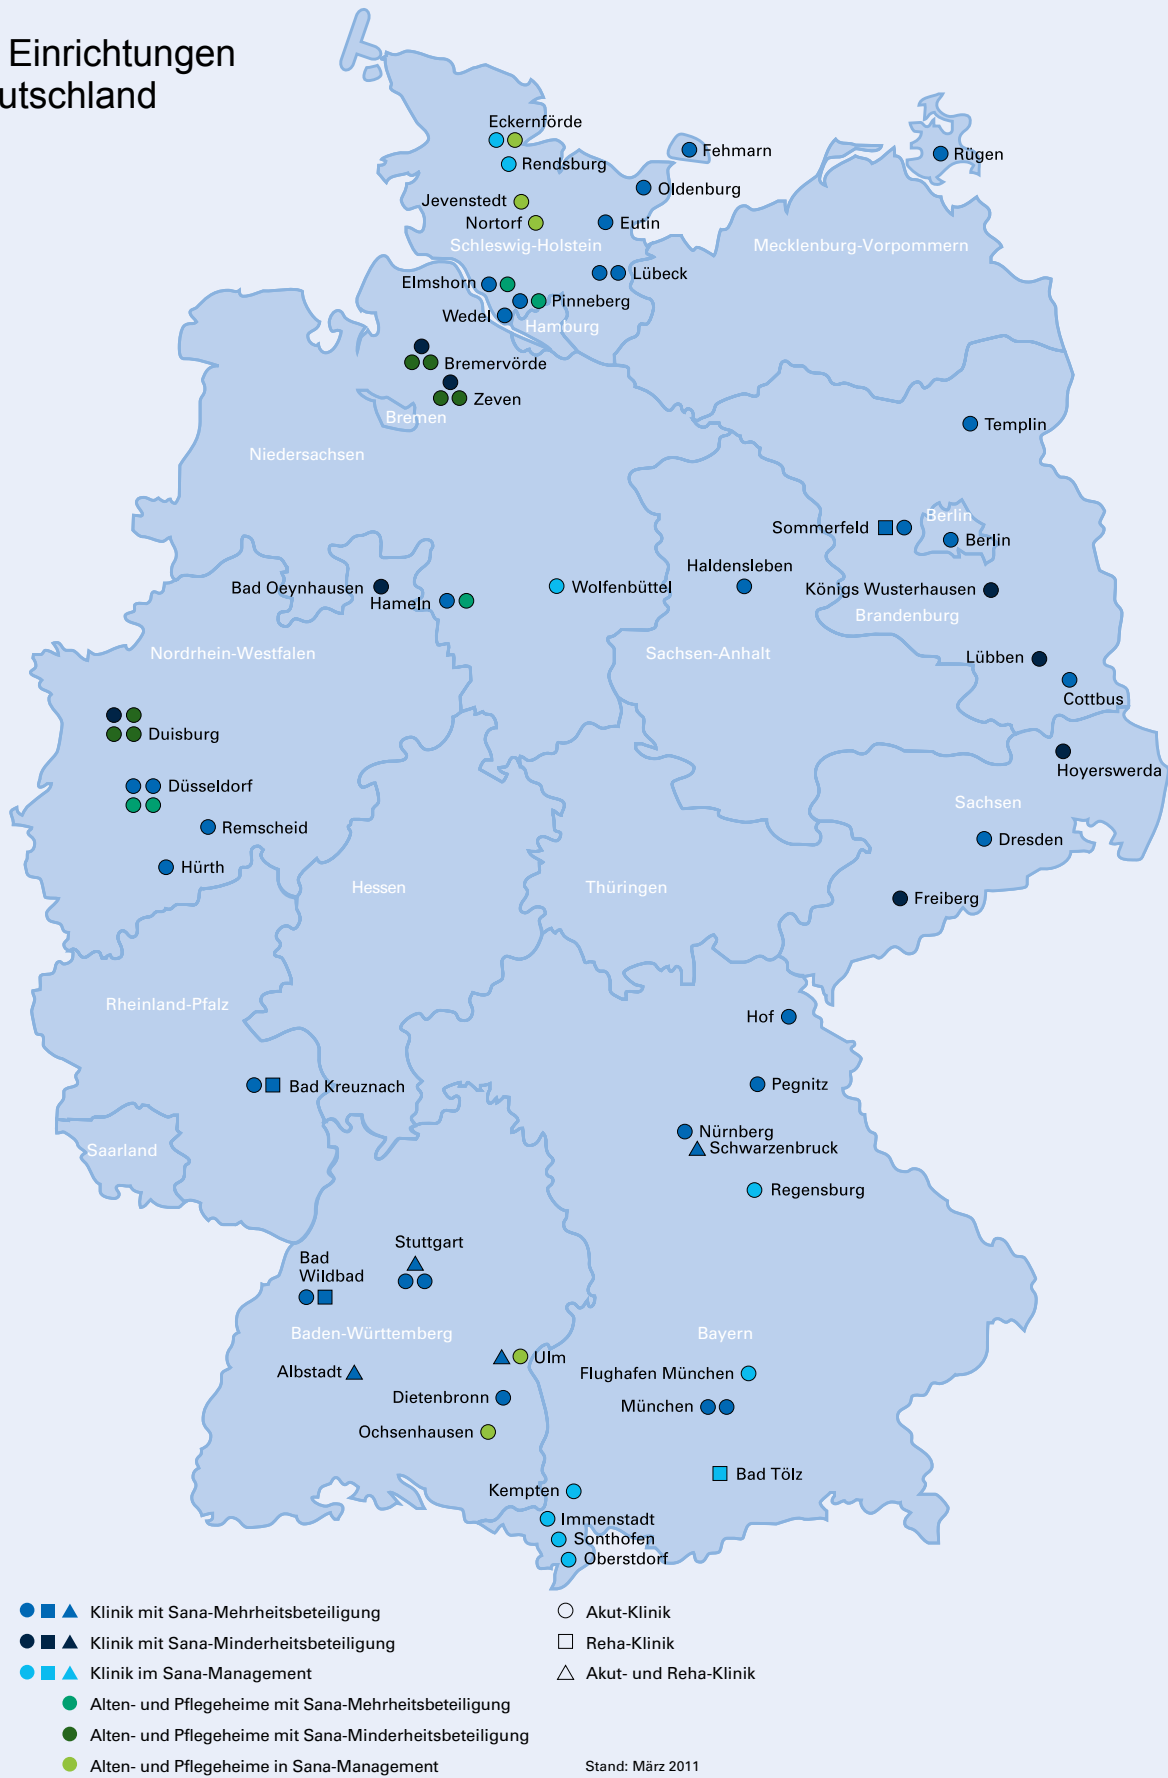 Einrichtungen
utschland
Eckernförde
Fehmarn
Rügen
Rendsburg
Oldenburg
Jevenstedt
Nortorf
Eutin
Schleswig-Holstein
Mecklenburg-Vorpommern
Lübeck
Elmshorn
Pinneberg
Wedel
Hamburg
Bremervörde
Zeven
Bremen
Templin
Niedersachsen
Berlin
Sommerfeld
Berlin
Haldensleben
Bad Oeynhausen
Wolfenbüttel
Königs Wusterhausen
Hameln
Brandenburg
Nordrhein-Westfalen
Sachsen-Anhalt
Lübben
Cottbus
Duisburg
Hoyerswerda
Düsseldorf
Sachsen
Remscheid
Dresden
Hürth
Hessen
Thüringen
Freiberg
Rheinland-Pfalz
Hof
Bad Kreuznach
Pegnitz
Nürnberg
Schwarzenbruck
Saarland
Regensburg
Stuttgart
Bad
Wildbad
Baden-Württemberg
Bayern
Ulm
Albstadt
Flughafen München
Dietenbronn
München
Ochsenhausen
Bad Tölz
Kempten
Immenstadt
Sonthofen
Oberstdorf
Klinik mit Sana-Mehrheitsbeteiligung
Akut-Klinik
Klinik mit Sana-Minderheitsbeteiligung
Reha-Klinik
Klinik im Sana-Management
Akut- und Reha-Klinik
Alten- und Pflegeheime mit Sana-Mehrheitsbeteiligung
Alten- und Pflegeheime mit Sana-Minderheitsbeteiligung
Alten- und Pflegeheime in Sana-Management
Stand: März 2011